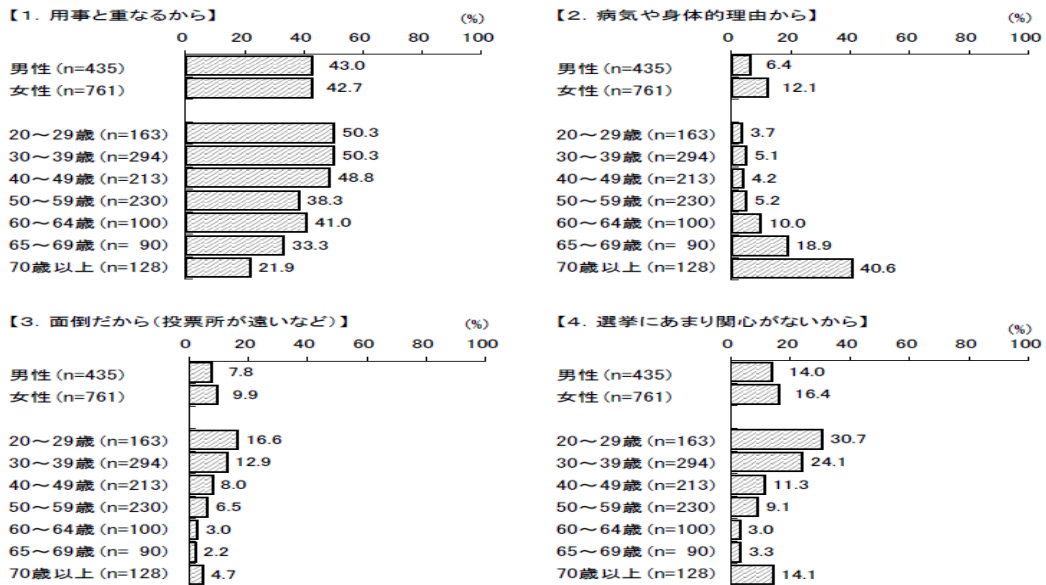 【1．用事と重なるから】
(%)
0 20 40 60 80 100
男性(n=435) 43.0
女性(n=761) 42.7
20～29歳(n=163) 50.3
30～39歳(n=294) 50.3
40～49歳(n=213) 48.8
50～59歳(n=230) 38.3
60～64歳(n=100) 41.0
65～69歳(n= 90) 33.3
70歳以上(n=128) 21.9
【2．病気や身体的理由から】
(%)
0 20 40 60 80 100
男性(n=435) 6.4
女性(n=761) 12.1
20～29歳(n=163) 3.7
30～39歳(n=294) 5.1
40～49歳(n=213) 4.2
50～59歳(n=230) 5.2
60～64歳(n=100) 10.0
65～69歳(n= 90) 18.9
70歳以上(n=128) 40.6
【3．面倒だから(投票所が遠いなど)】
(%)
0 20 40 60 80 100
男性(n=435) 7.8
女性(n=761) 9.9
20～29歳(n=163) 16.6
30～39歳(n=294) 12.9
40～49歳(n=213) 8.0
50～59歳(n=230) 6.5
60～64歳(n=100) 3.0
65～69歳(n= 90) 2.2
70歳以上(n=128) 4.7
【4．選挙にあまり関心がないから】
(%)
0 20 40 60 80 100
男性(n=435) 14.0
女性(n=761) 16.4
20～29歳(n=163) 30.7
30～39歳(n=294) 24.1
40～49歳(n=213) 11.3
50～59歳(n=230) 9.1
60～64歳(n=100) 3.0
65～69歳(n= 90) 3.3
70歳以上(n=128) 14.1